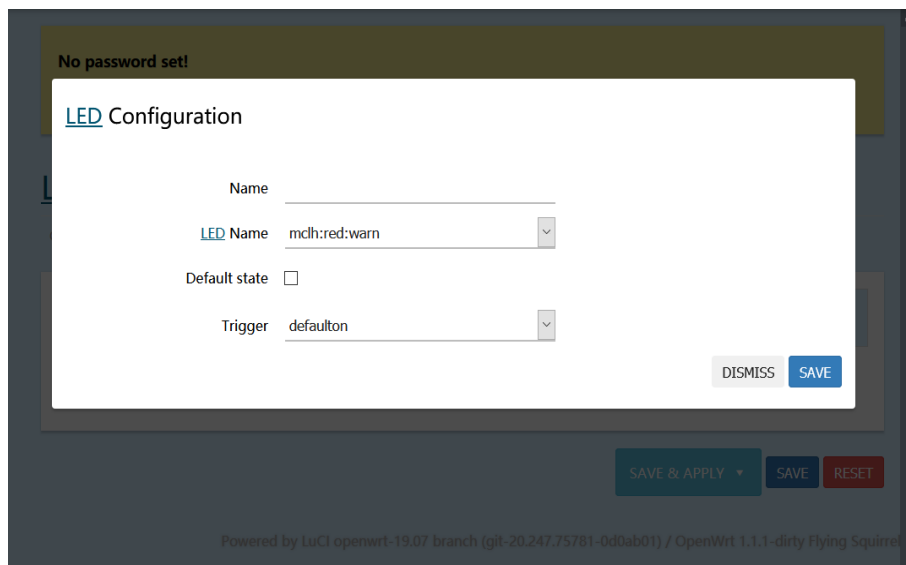 No password set!
LED Configuration
Name
LED Name mclh:red:warn
Default state
Trigger defaulton
DISMISS SAVE
SAVE & APPLY SAVE RESET
Powered by LuCI openwrt-19.07 branch (git-20.247.75781-0d0ab01) / OpenWrt 1.1.1-dirty Flying Squirrel